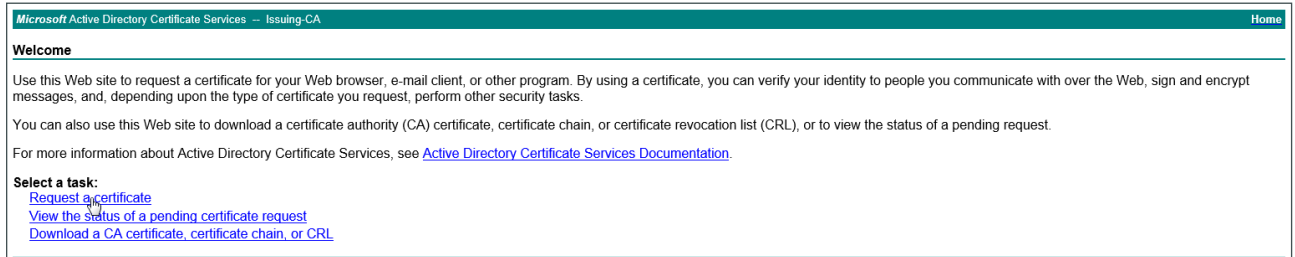 Microsoft Active Directory Certificate Services -- Issuing-CA Home
Welcome
Use this Web site to request a certificate for your Web browser, e-mail client, or other program. By using a certificate, you can verify your identity to people you communicate with over the Web, sign and encrypt
messages, and, depending upon the type of certificate you request, perform other security tasks.
You can also use this Web site to download a certificate authority (CA) certificate, certificate chain, or certificate revocation list (CRL), or to view the status of a pending request.
For more information about Active Directory Certificate Services, see Active Directory Certificate Services Documentation.
Select a task:
Request a certificate
View the status of a pending certificate request
Download a CA certificate, certificate chain, or CRL